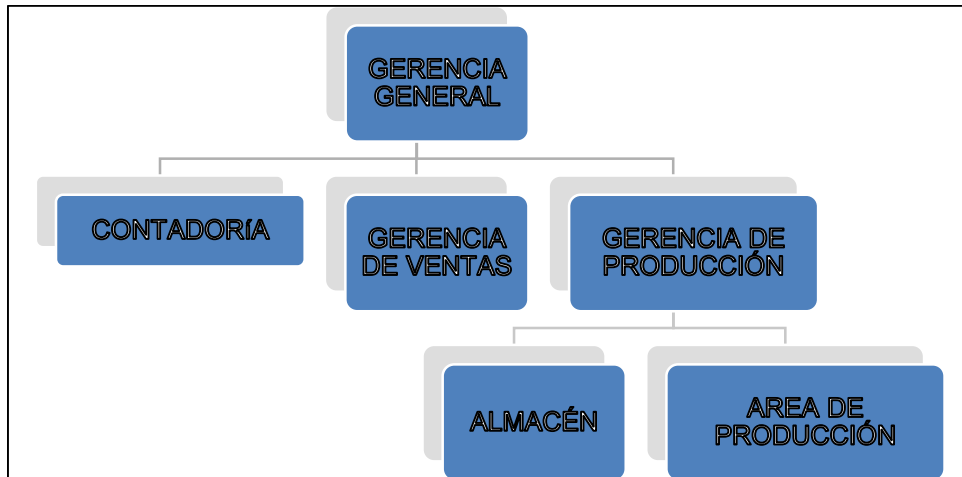 GERENCIA
GENERAL
CONTADORíA
GERENCIA
DE VENTAS
GERENCIA DE
PRODUCCIÓN
ALMACÉN
AREA DE
PRODUCCIÓN